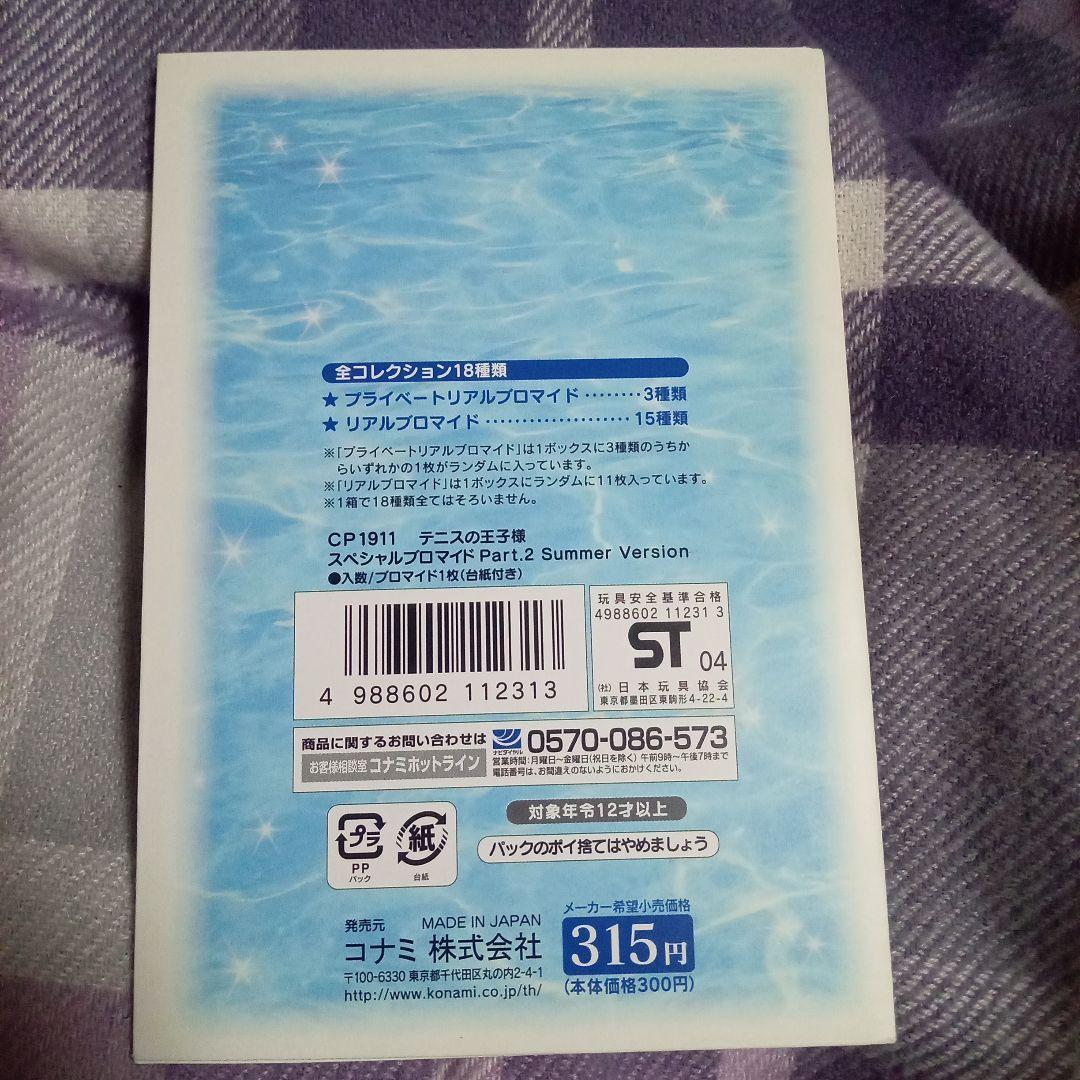 全コレクション18種類
★ プライベートリアルブロマイド ········ 3種類
★ リアルブロマイド ···················· 15種類
※「プライベートリアルブロマイド」は1ボックスに3種類のうちか
らいずれかの1枚がランダムに入っています。
※「リアルブロマイド」は1ボックスにランダムに11枚入っています。
※1箱で18種類全てはそろいません。
CP1911 テニスの王子様
スペシャルブロマイド Part.2 Summer Version
●入数/ブロマイド1枚(台紙付き)
4 988602 112313
玩具安全基準合格
4988602 11231 3
ST 04
(社)日本玩具協会
東京都墨田区東駒形4-22-4
商品に関するお問い合わせは
お客様相談室 コナミホットライン
ナビダイヤル
0570-086-573
営業時間:月曜日〜金曜日(祝日を除く) 午前9時〜午後7時まで
電話番号は、お間違えのないようにおかけください。
プラ
PP
パック
紙
台紙
対象年令12才以上
パックのポイ捨てはやめましょう
発売元 MADE IN JAPAN
コナミ 株式会社
〒100-6330 東京都千代田区丸の内2-4-1
http://www.konami.co.jp/th/
メーカー希望小売価格
315円
(本体価格300円)